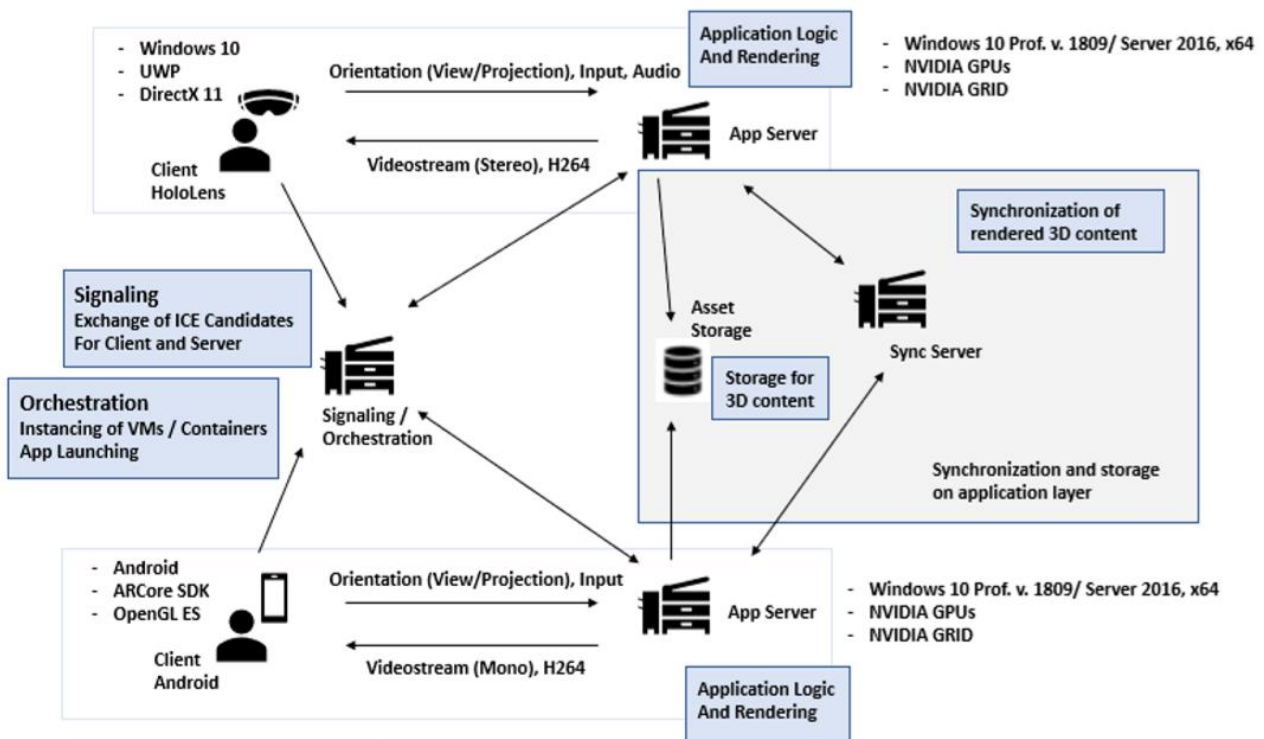 - Windows 10
- UWP
- DirectX 11
Client
HoloLens
Orientation (View/Projection), Input, Audio
Videostream (Stereo), H264
Application Logic
And Rendering
App Server
- Windows 10 Prof. v. 1809/ Server 2016, x64
- NVIDIA GPUs
- NVIDIA GRID
Synchronization of
rendered 3D content
Signaling
Exchange of ICE Candidates
For Client and Server
Orchestration
Instancing of VMs / Containers
App Launching
Signaling /
Orchestration
Asset
Storage
Storage for
3D content
Sync Server
Synchronization and storage
on application layer
- Android
- ARCore SDK
- OpenGL ES
Client
Android
Orientation (View/Projection), Input
Videostream (Mono), H264
App Server
- Windows 10 Prof. v. 1809/ Server 2016, x64
- NVIDIA GPUs
- NVIDIA GRID
Application Logic
And Rendering